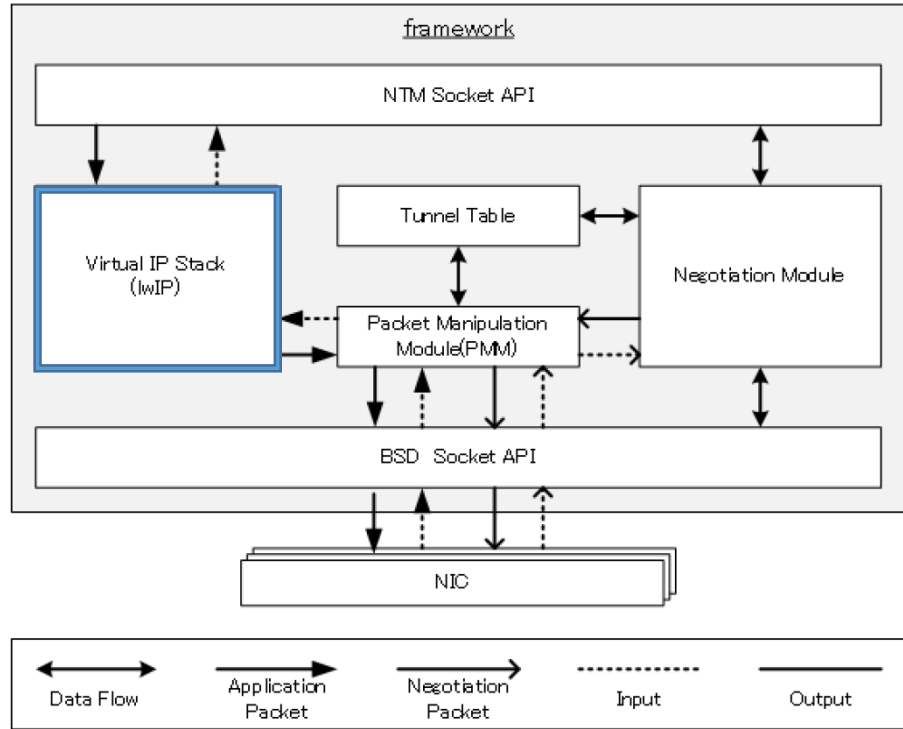 framework
NTM Socket API
Virtual IP Stack
(lwIP)
Tunnel Table
Negotiation Module
Packet Manipulation
Module(PMM)
BSD Socket API
NIC
Data Flow
Application
Packet
Negotiation
Packet
Input
Output